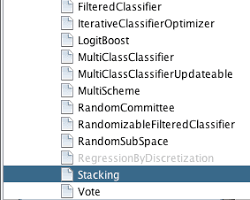 FilteredClassifier
IterativeClassifierOptimizer
LogitBoost
MultiClassClassifier
MultiClassClassifierUpdateable
MultiScheme
RandomCommittee
RandomizableFilteredClassifier
RandomSubSpace
RegressionByDiscretization
Stacking
Vote